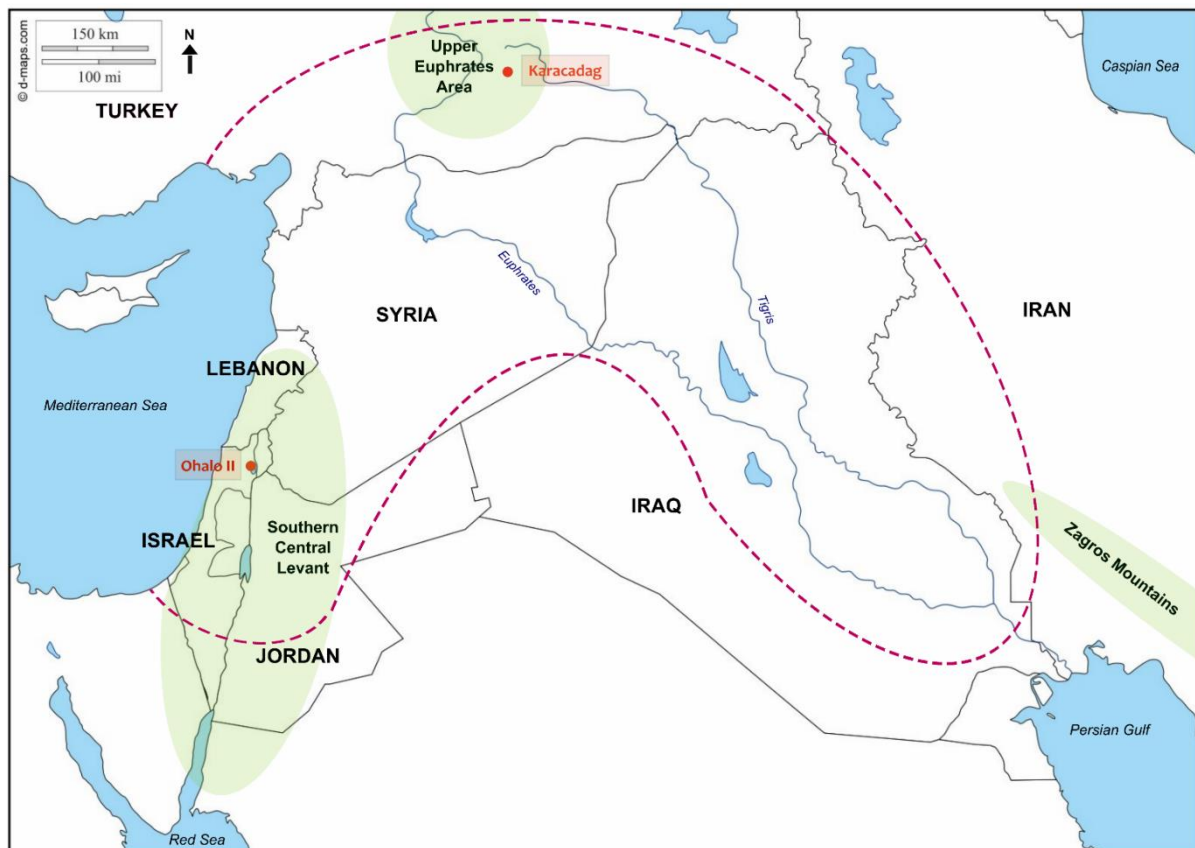 © d-maps.com
150 km
100 mi
N
TURKEY
Upper
Euphrates
Area
Karacadag
Caspian Sea
Euphrates
Tigris
SYRIA
IRAN
LEBANON
Mediterranean Sea
Ohalo II
IRAQ
ISRAEL
Southern
Central
Levant
Zagros Mountains
JORDAN
Persian Gulf
Red Sea